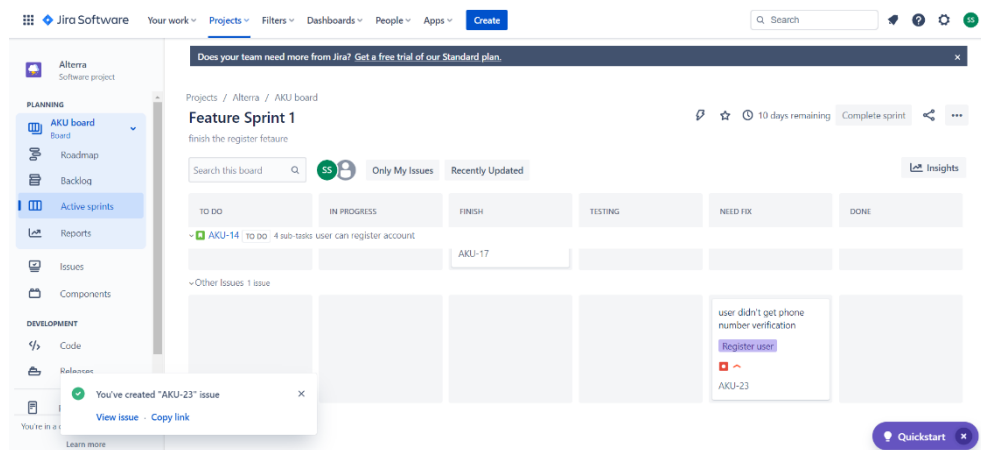 Jira Software
Your work Projects Filters Dashboards People Apps Create Search SS
Does your team need more from Jira? Get a free trial of our Standard plan.
Alterra
Software project
PLANNING
AKU board
Board
Roadmap
Backlog
Active sprints
Reports
Issues
Components
DEVELOPMENT
Code
Releases
You're in a
Learn more
Projects / Alterra / AKU board
Feature Sprint 1
10 days remaining Complete sprint
finish the register fetaure
Search this board SS Only My Issues Recently Updated Insights
TO DO IN PROGRESS FINISH TESTING NEED FIX DONE
AKU-14 TO DO 4 sub-tasks user can register account
AKU-17
Other Issues 1 issue
user didn't get phone
number verification
Register user
AKU-23
You've created "AKU-23" issue
View issue · Copy link
Quickstart